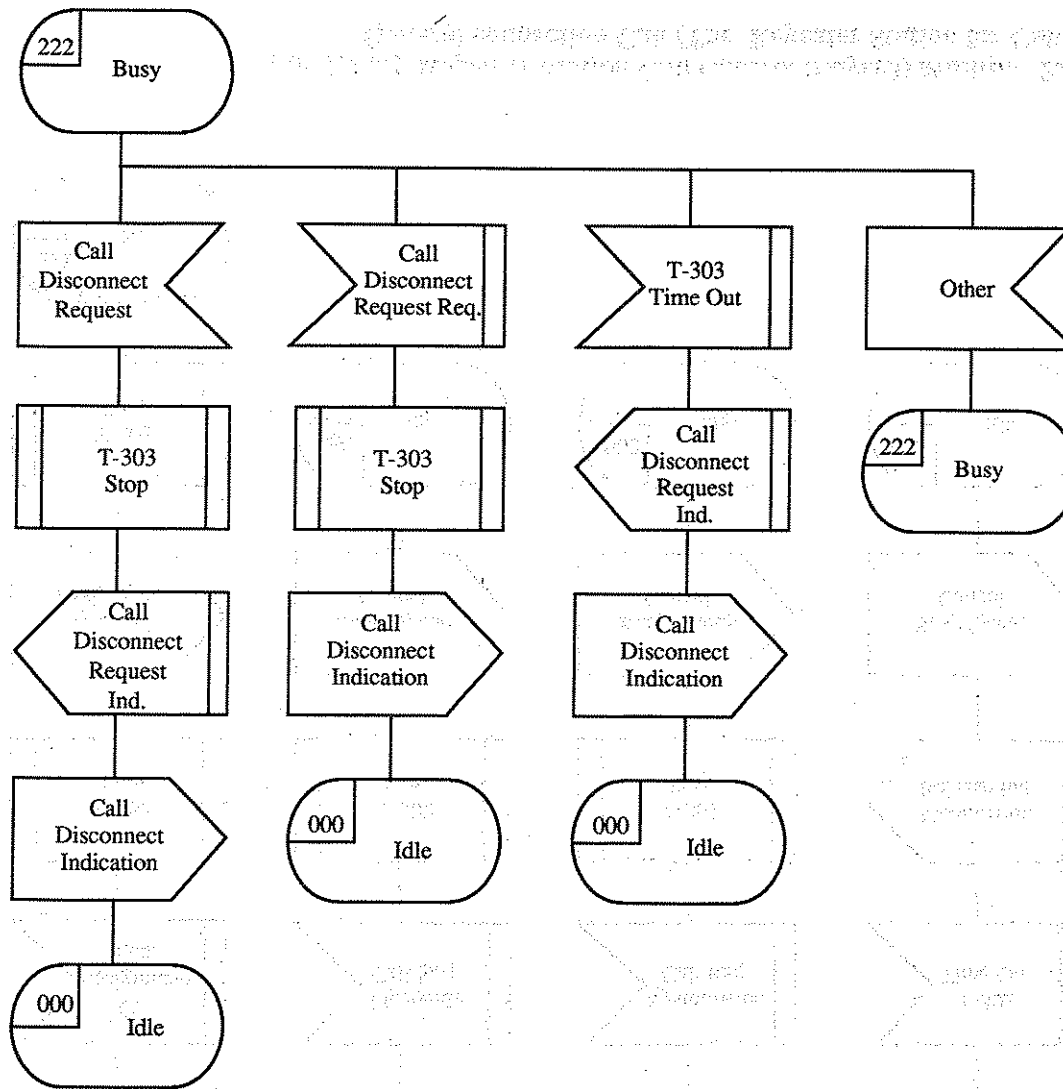 222
Busy
Call
Disconnect
Request
Call
Disconnect
Request Req.
T-303
Time Out
Other
T-303
Stop
T-303
Stop
Call
Disconnect
Request
Ind.
222
Busy
Call
Disconnect
Request
Ind.
Call
Disconnect
Indication
Call
Disconnect
Indication
Call
Disconnect
Indication
000
Idle
000
Idle
000
Idle